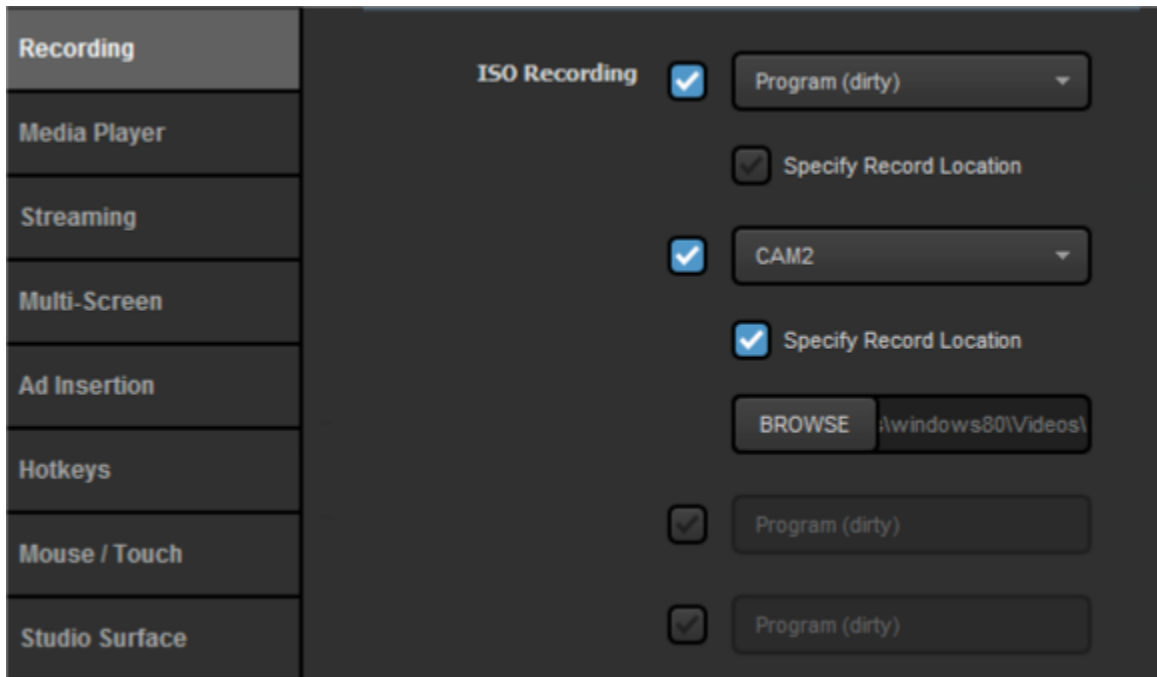 Recording
Media Player
Streaming
Multi-Screen
Ad Insertion
Hotkeys
Mouse / Touch
Studio Surface
ISO Recording
Program (dirty)
Specify Record Location
CAM2
Specify Record Location
BROWSE \windows80\Videos\
Program (dirty)
Program (dirty)